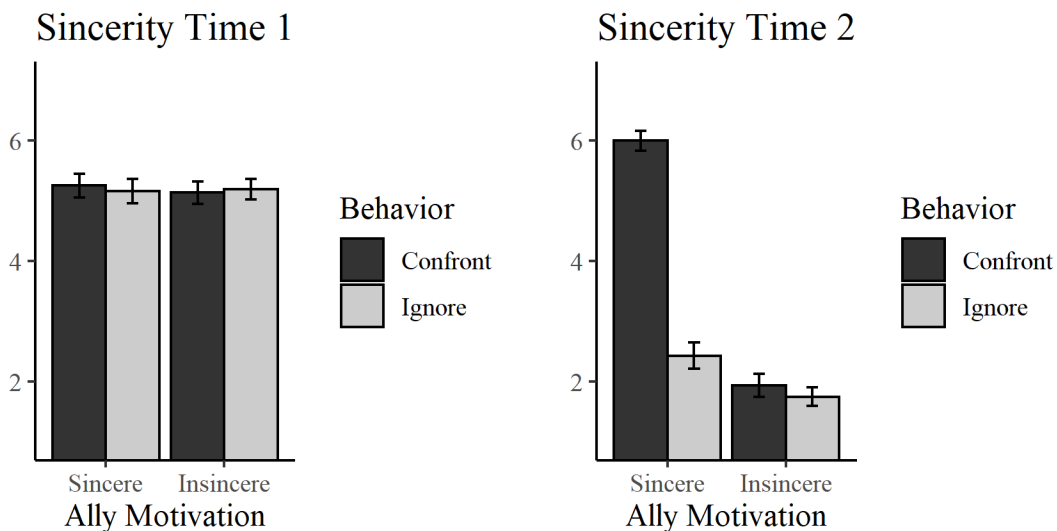 Sincerity Time 1
6
4
2
Sincere Insincere
Ally Motivation
Behavior
Confront
Ignore
Sincerity Time 2
6
4
2
Sincere Insincere
Ally Motivation
Behavior
Confront
Ignore